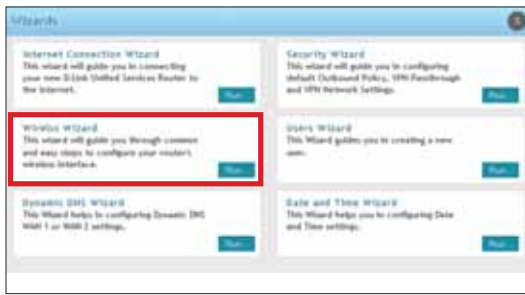 Wizards
Internet Connection Wizard
This wizard will guide you in connecting
your new D-Link Unified Services Router to
the Internet.
Run...
Security Wizard
This wizard will guide you in configuring
default Outbound Policy, VPN Passthrough
and VPN Network Settings.
Run...
Wireless Wizard
This wizard will guide you through common
and easy steps to configure your router's
wireless interface.
Run...
Users Wizard
This Wizard guides you in creating a new
user.
Run...
Dynamic DNS Wizard
This Wizard helps in configuring Dynamic DNS
WAN 1 or WAN 2 settings.
Run...
Date and Time Wizard
This Wizard helps you in configuring Date
and Time settings.
Run...